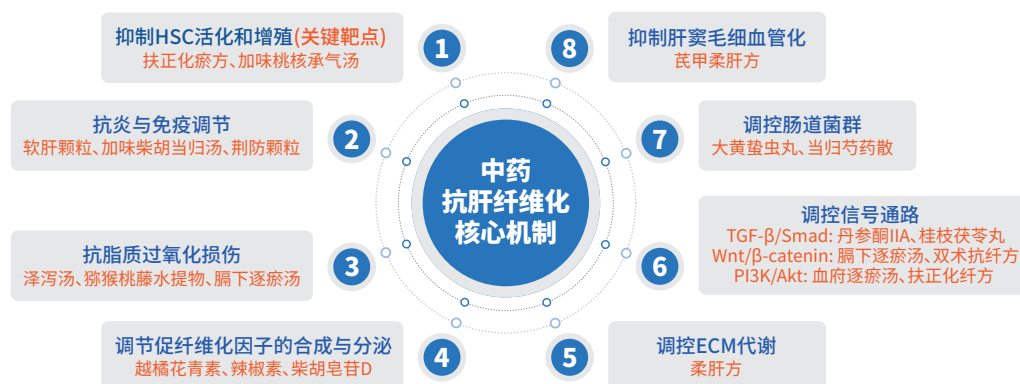 抑制HSC活化和增殖(关键靶点)
扶正化瘀方、加味桃核承气汤
1
抗炎与免疫调节
软肝颗粒、加味柴胡当归汤、荆防颗粒
2
抗脂质过氧化损伤
泽泻汤、猕猴桃藤水提物、膈下逐瘀汤
3
调节促纤维化因子的合成与分泌
越橘花青素、辣椒素、柴胡皂苷D
4
中药
抗肝纤维化
核心机制
8
抑制肝窦毛细血管化
芪甲柔肝方
7
调控肠道菌群
大黄蛰虫丸、当归芍药散
6
调控信号通路
TGF-β/Smad: 丹参酮IIA、桂枝茯苓丸
Wnt/β-catenin: 膈下逐瘀汤、双术抗纤方
PI3K/Akt: 血府逐瘀汤、扶正化纤方
5
调控ECM代谢
柔肝方